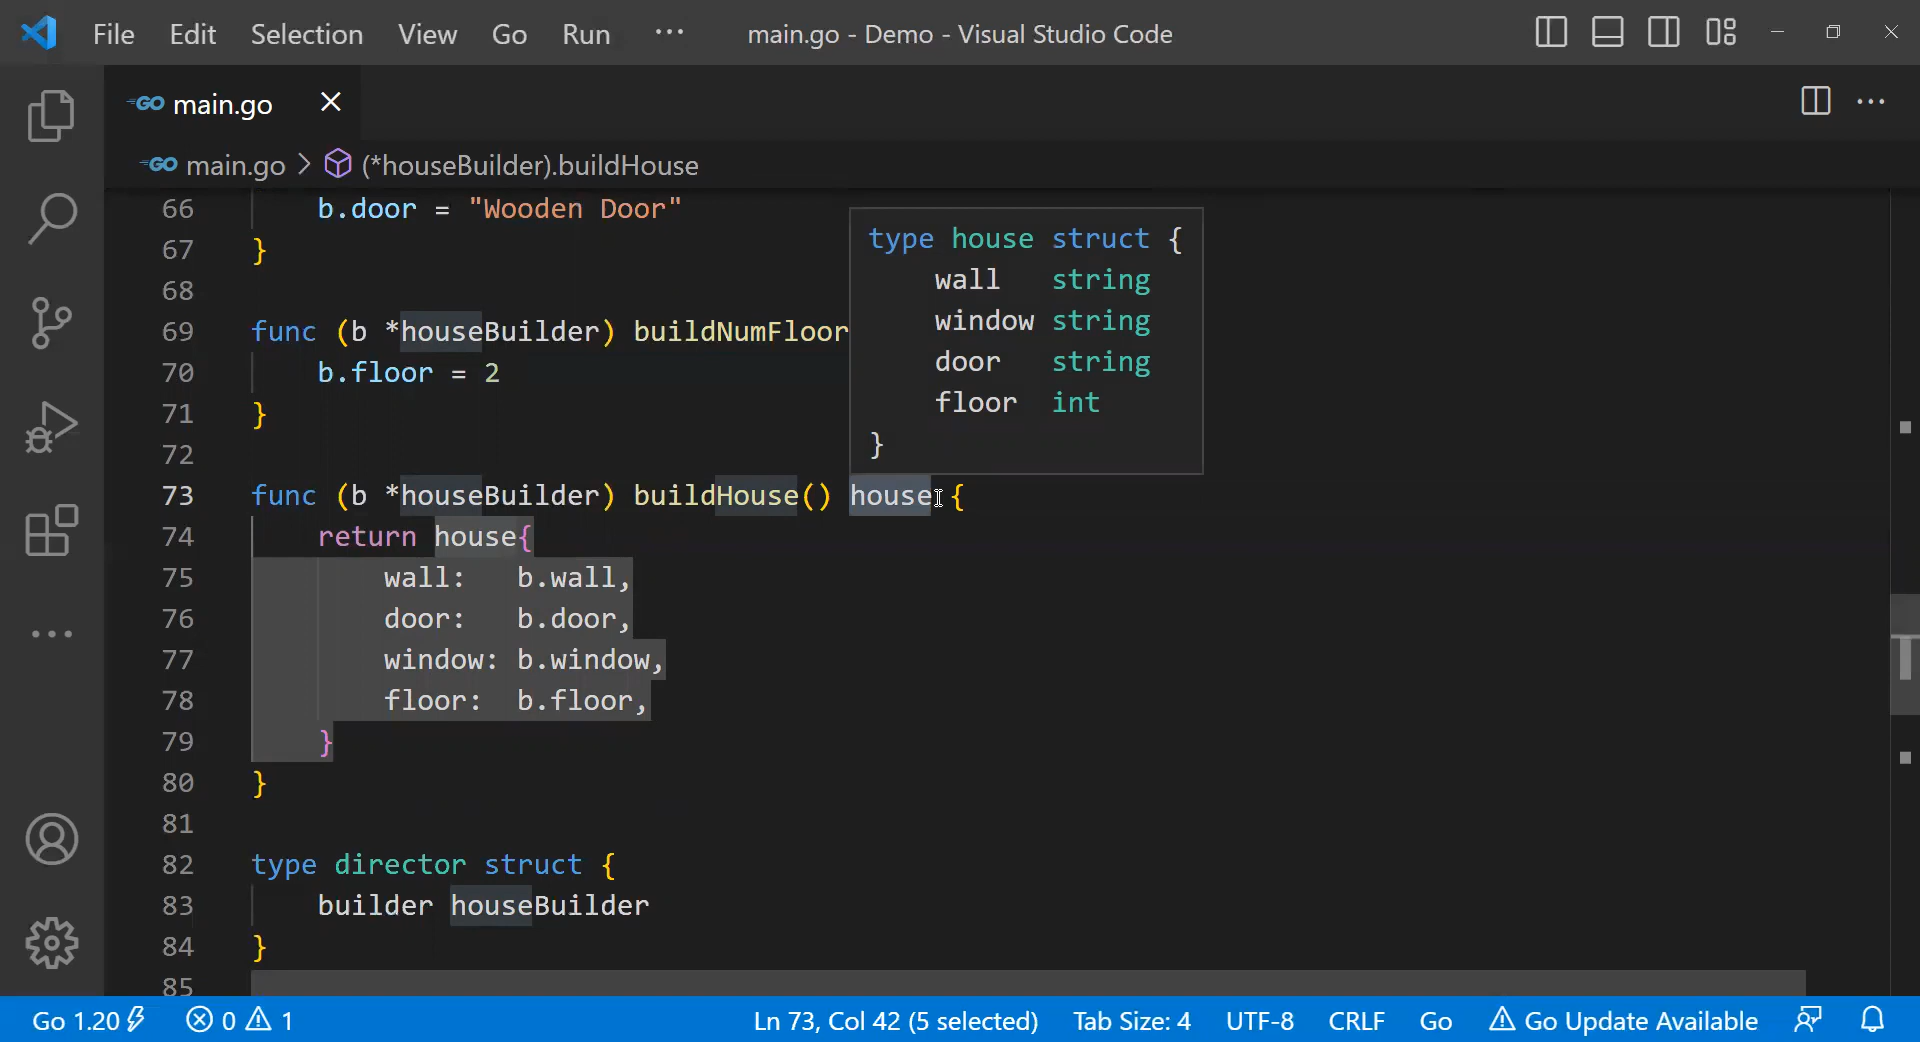 File Edit Selection View Go Run ··· main.go - Demo - Visual Studio Code
GO main.go
GO main.go > (*houseBuilder).buildHouse
66 b.door = "Wooden Door"
67 }
68
69 func (b *houseBuilder) buildNumFloor
70 b.floor = 2
71 }
72
type house struct {
wall string
window string
door string
floor int
}
73 func (b *houseBuilder) buildHouse() house {
74 return house{
75 wall: b.wall,
76 door: b.door,
77 window: b.window,
78 floor: b.floor,
79 }
80 }
81
82 type director struct {
83 builder houseBuilder
84 }
85
Go 1.20 0 1 Ln 73, Col 42 (5 selected) Tab Size: 4 UTF-8 CRLF Go Go Update Available